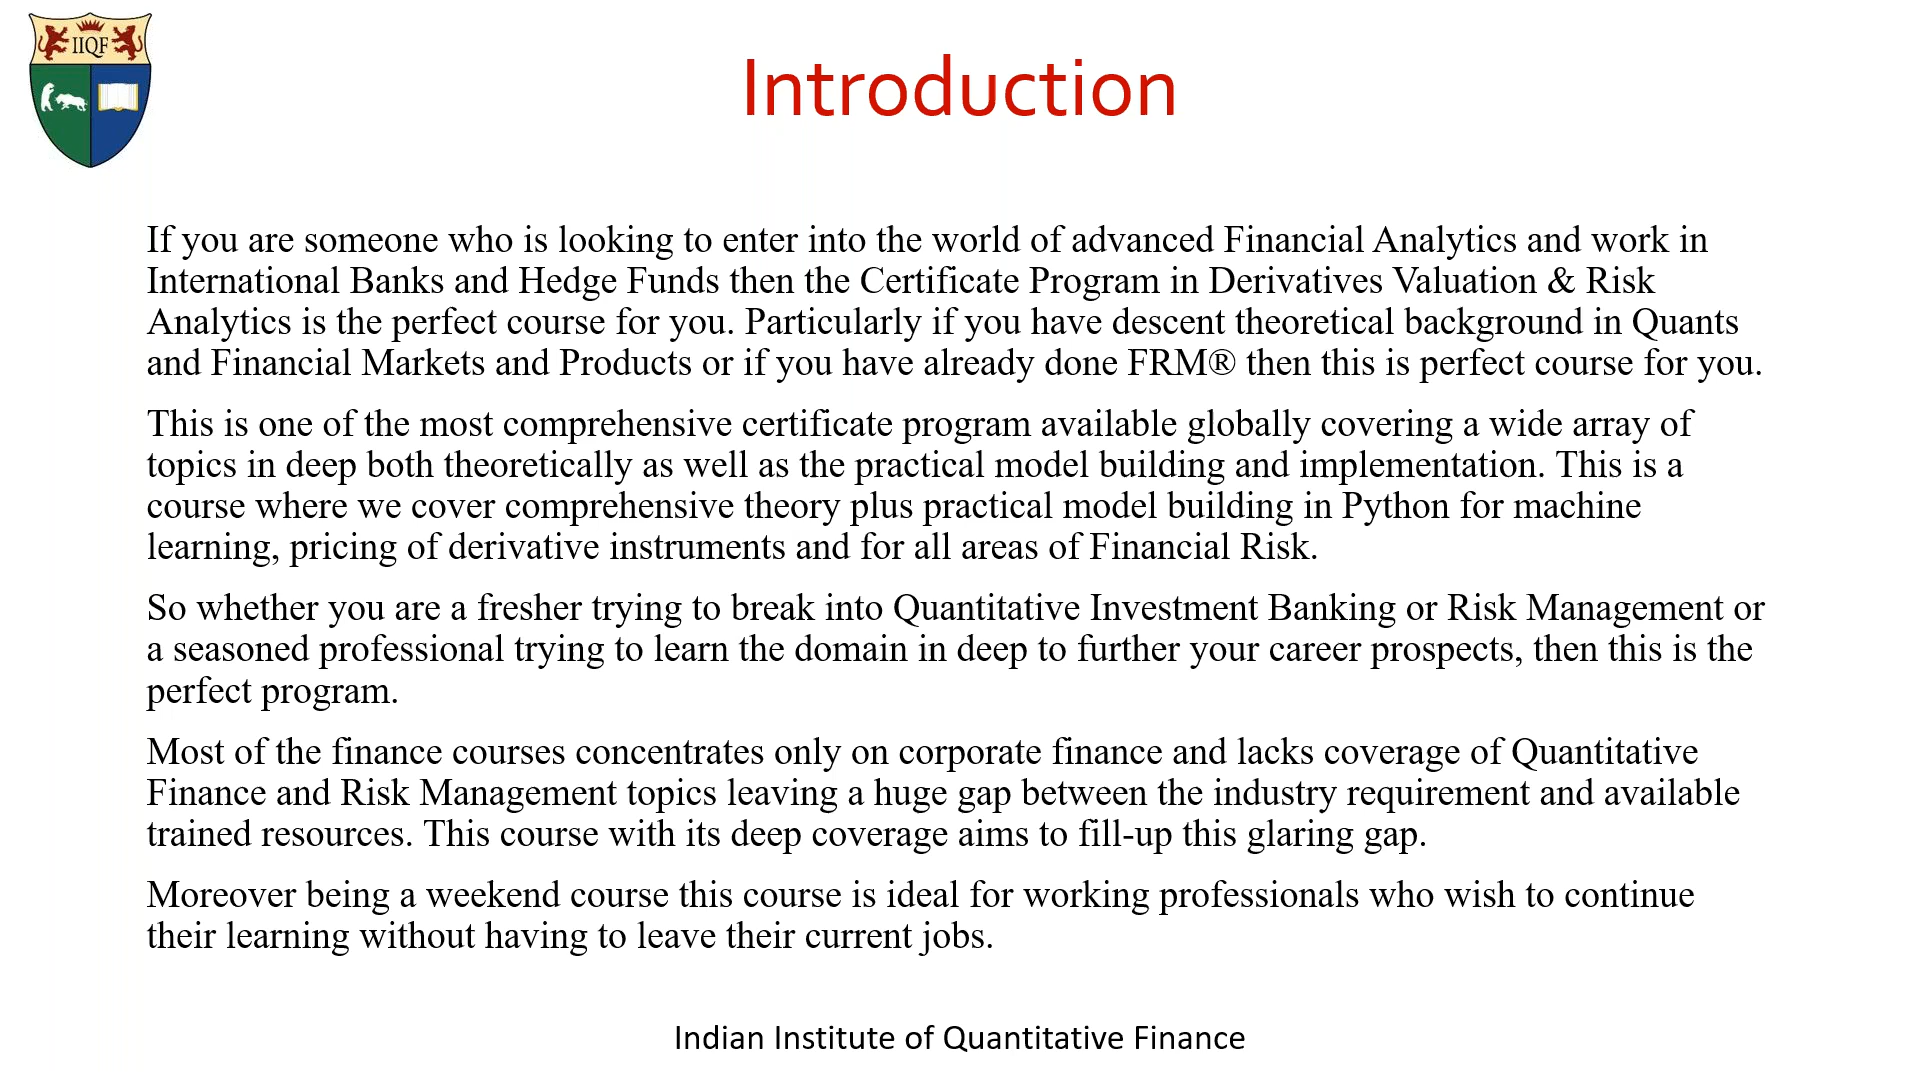 IIQF
Introduction
If you are someone who is looking to enter into the world of advanced Financial Analytics and work in
International Banks and Hedge Funds then the Certificate Program in Derivatives Valuation & Risk
Analytics is the perfect course for you. Particularly if you have descent theoretical background in Quants
and Financial Markets and Products or if you have already done FRM® then this is perfect course for you.
This is one of the most comprehensive certificate program available globally covering a wide array of
topics in deep both theoretically as well as the practical model building and implementation. This is a
course where we cover comprehensive theory plus practical model building in Python for machine
learning, pricing of derivative instruments and for all areas of Financial Risk.
So whether you are a fresher trying to break into Quantitative Investment Banking or Risk Management or
a seasoned professional trying to learn the domain in deep to further your career prospects, then this is the
perfect program.
Most of the finance courses concentrates only on corporate finance and lacks coverage of Quantitative
Finance and Risk Management topics leaving a huge gap between the industry requirement and available
trained resources. This course with its deep coverage aims to fill-up this glaring gap.
Moreover being a weekend course this course is ideal for working professionals who wish to continue
their learning without having to leave their current jobs.
Indian Institute of Quantitative Finance